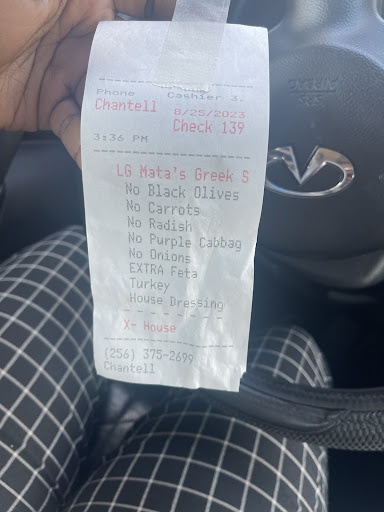 Phone Cashier 3.
Chantell 8/25/2023
Check 139
3:36 PM
LG Mata's Greek S
No Black Olives
No Carrots
No Radish
No Purple Cabbag
No Onions
EXTRA Feta
Turkey
House Dressing
X- House
(256) 375-2699
Chantell